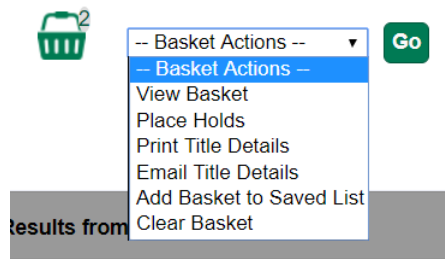 2
-- Basket Actions --
Go
-- Basket Actions --
View Basket
Place Holds
Print Title Details
Email Title Details
Add Basket to Saved List
Clear Basket
Results from